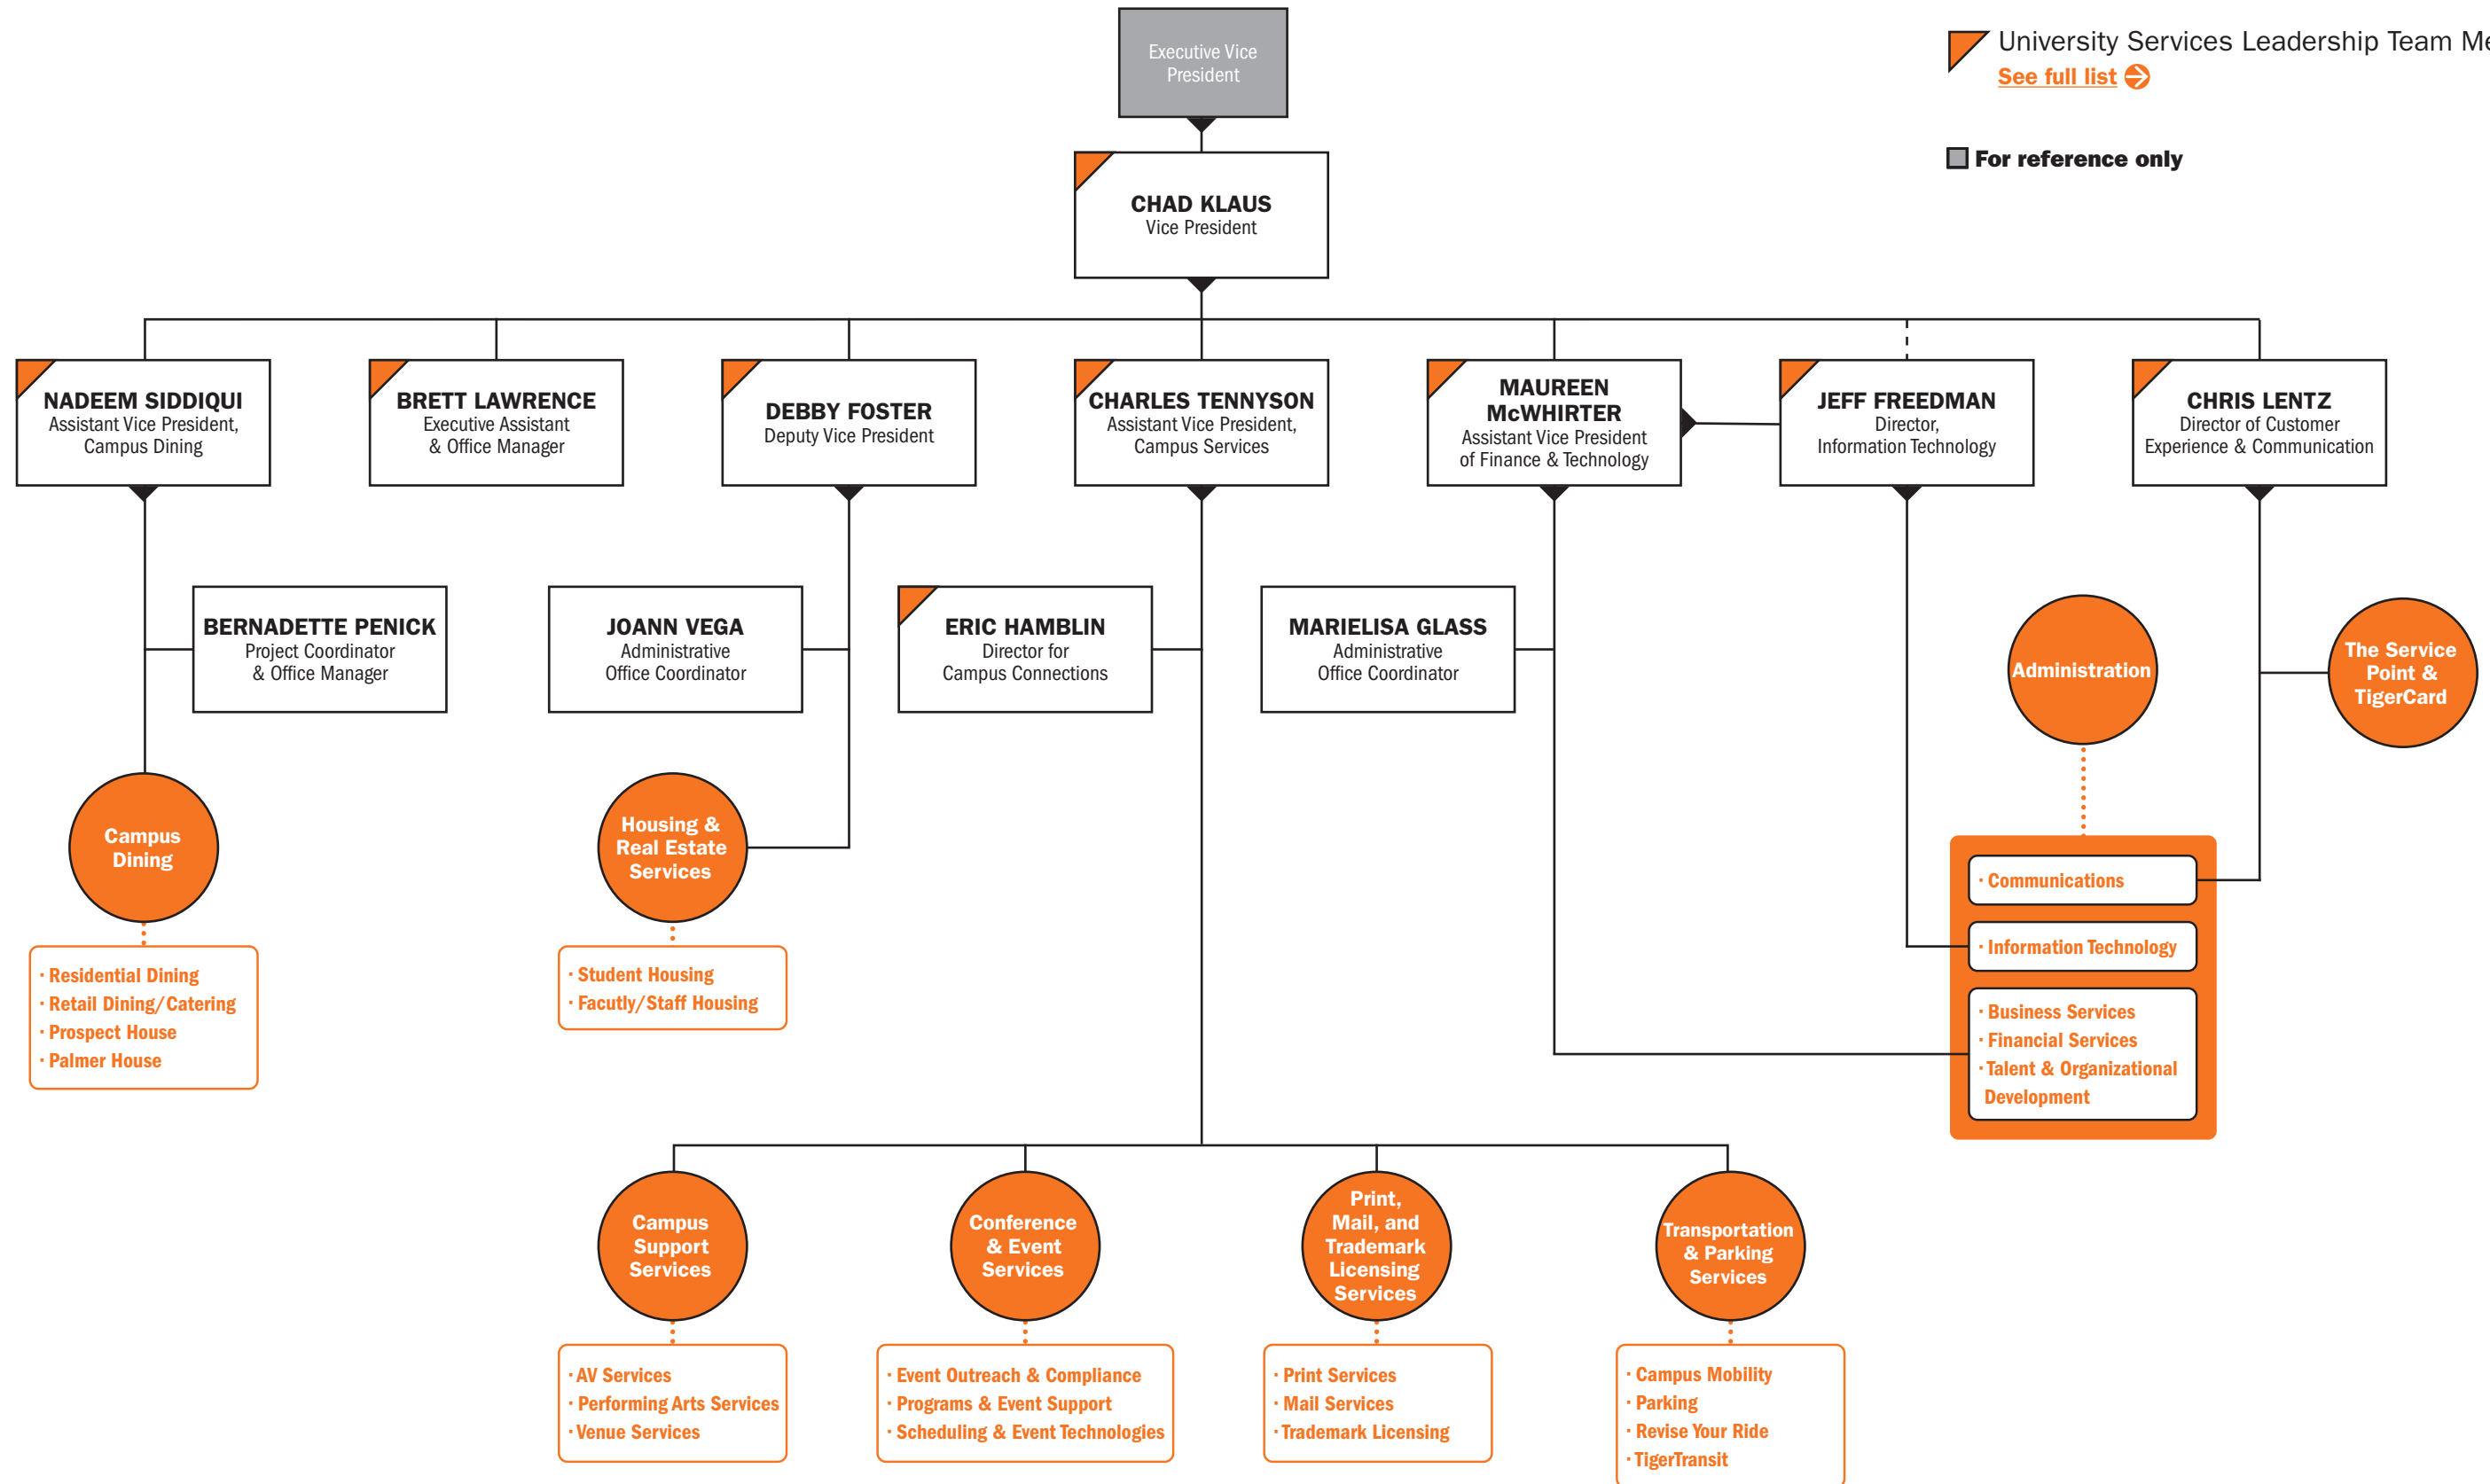 Executive Vice
President
University Services Leadership Team
See full list
For reference only
CHAD KLAUS
Vice President
NADEEM SIDDIQUI
Assistant Vice President,
Campus Dining
BRETT LAWRENCE
Executive Assistant
& Office Manager
DEBBY FOSTER
Deputy Vice President
CHARLES TENNYSON
Assistant Vice President,
Campus Services
MAUREEN
McWHIRTER
Assistant Vice President
of Finance & Technology
JEFF FREEDMAN
Director,
Information Technology
CHRIS LENTZ
Director of Customer
Experience & Communication
BERNADETTE PENICK
Project Coordinator
& Office Manager
JOANN VEGA
Administrative
Office Coordinator
ERIC HAMBLIN
Director for
Campus Connections
MARIELISA GLASS
Administrative
Office Coordinator
Administration
The Service
Point &
TigerCard
Campus
Dining
Housing &
Real Estate
Services
· Residential Dining
· Retail Dining/Catering
· Prospect House
· Palmer House
· Student Housing
· Facutly/Staff Housing
· Communications
· Information Technology
· Business Services
· Financial Services
· Talent & Organizational
Development
Campus
Support
Services
Conference
& Event
Services
Print,
Mail, and
Trademark
Licensing
Services
Transportation
& Parking
Services
· AV Services
· Performing Arts Services
· Venue Services
· Event Outreach & Compliance
· Programs & Event Support
· Scheduling & Event Technologies
· Print Services
· Mail Services
· Trademark Licensing
· Campus Mobility
· Parking
· Revise Your Ride
· TigerTransit